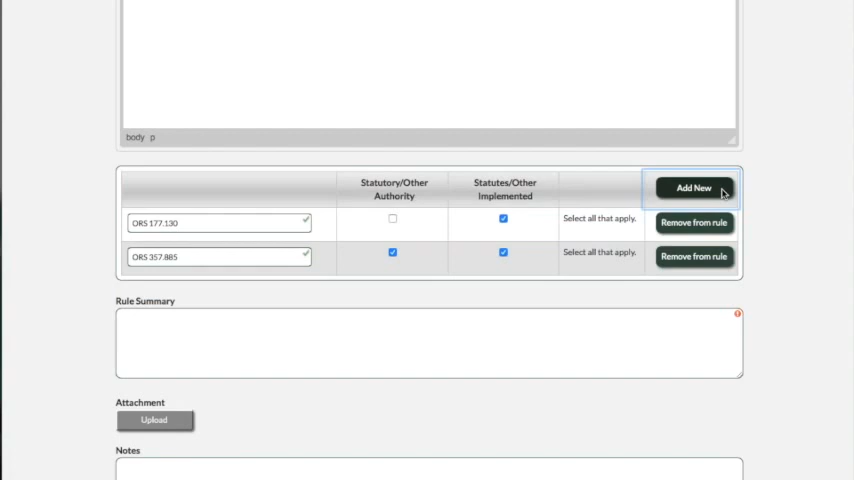 body p
Statutory/Other Authority
Statutes/Other Implemented
Add New
ORS 177.130
Select all that apply.
Remove from rule
ORS 357.885
Select all that apply.
Remove from rule
Rule Summary
Attachment
Upload
Notes